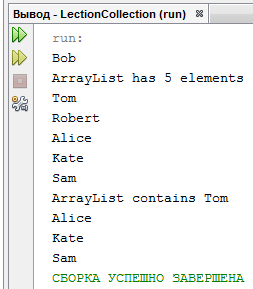 Вывод - LectionCollection (run)
run:
Bob
ArrayList has 5 elements
Tom
Robert
Alice
Kate
Sam
ArrayList contains Tom
Alice
Kate
Sam
СБОРКА УСПЕШНО ЗАВЕРШЕНА